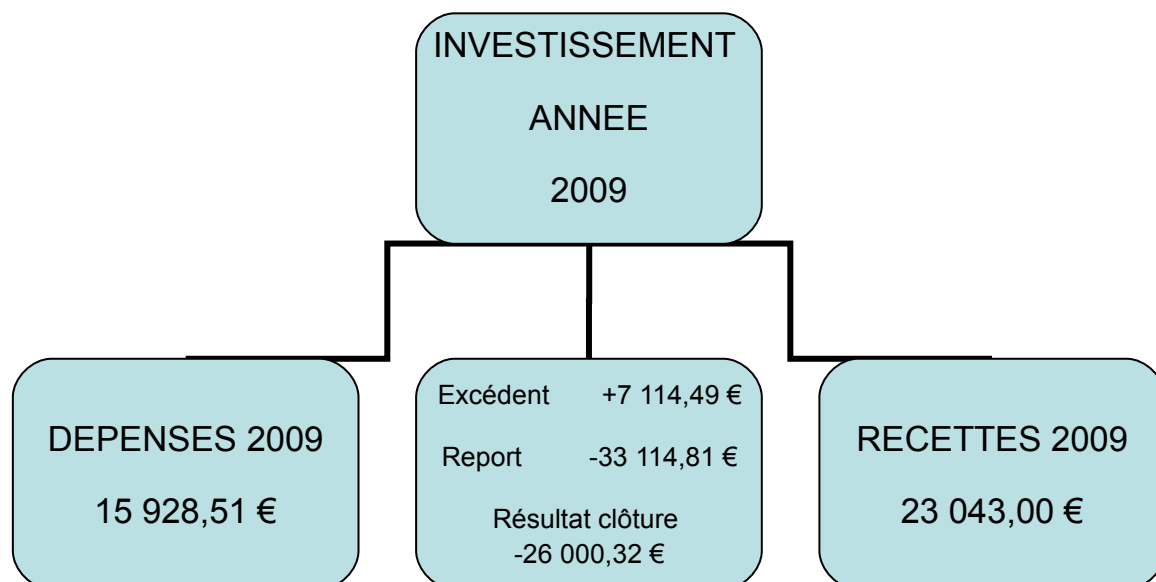 INVESTISSEMENT
ANNEE
2009
DEPENSES 2009
15 928,51 €
Excédent +7 114,49 €
Report -33 114,81 €
Résultat clôture
-26 000,32 €
RECETTES 2009
23 043,00 €